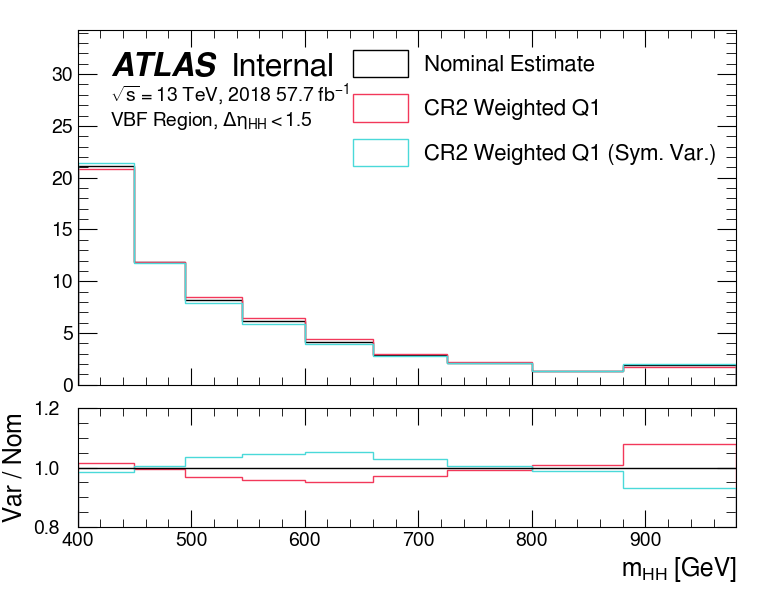 ATLAS Internal
√s = 13 TeV, 2018 57.7 fb⁻¹
VBF Region, Δη_HH < 1.5
Nominal Estimate
CR2 Weighted Q1
CR2 Weighted Q1 (Sym. Var.)
30
25
20
15
10
5
0
Var / Nom
1.2
1.0
0.8
400 500 600 700 800 900
m_HH [GeV]